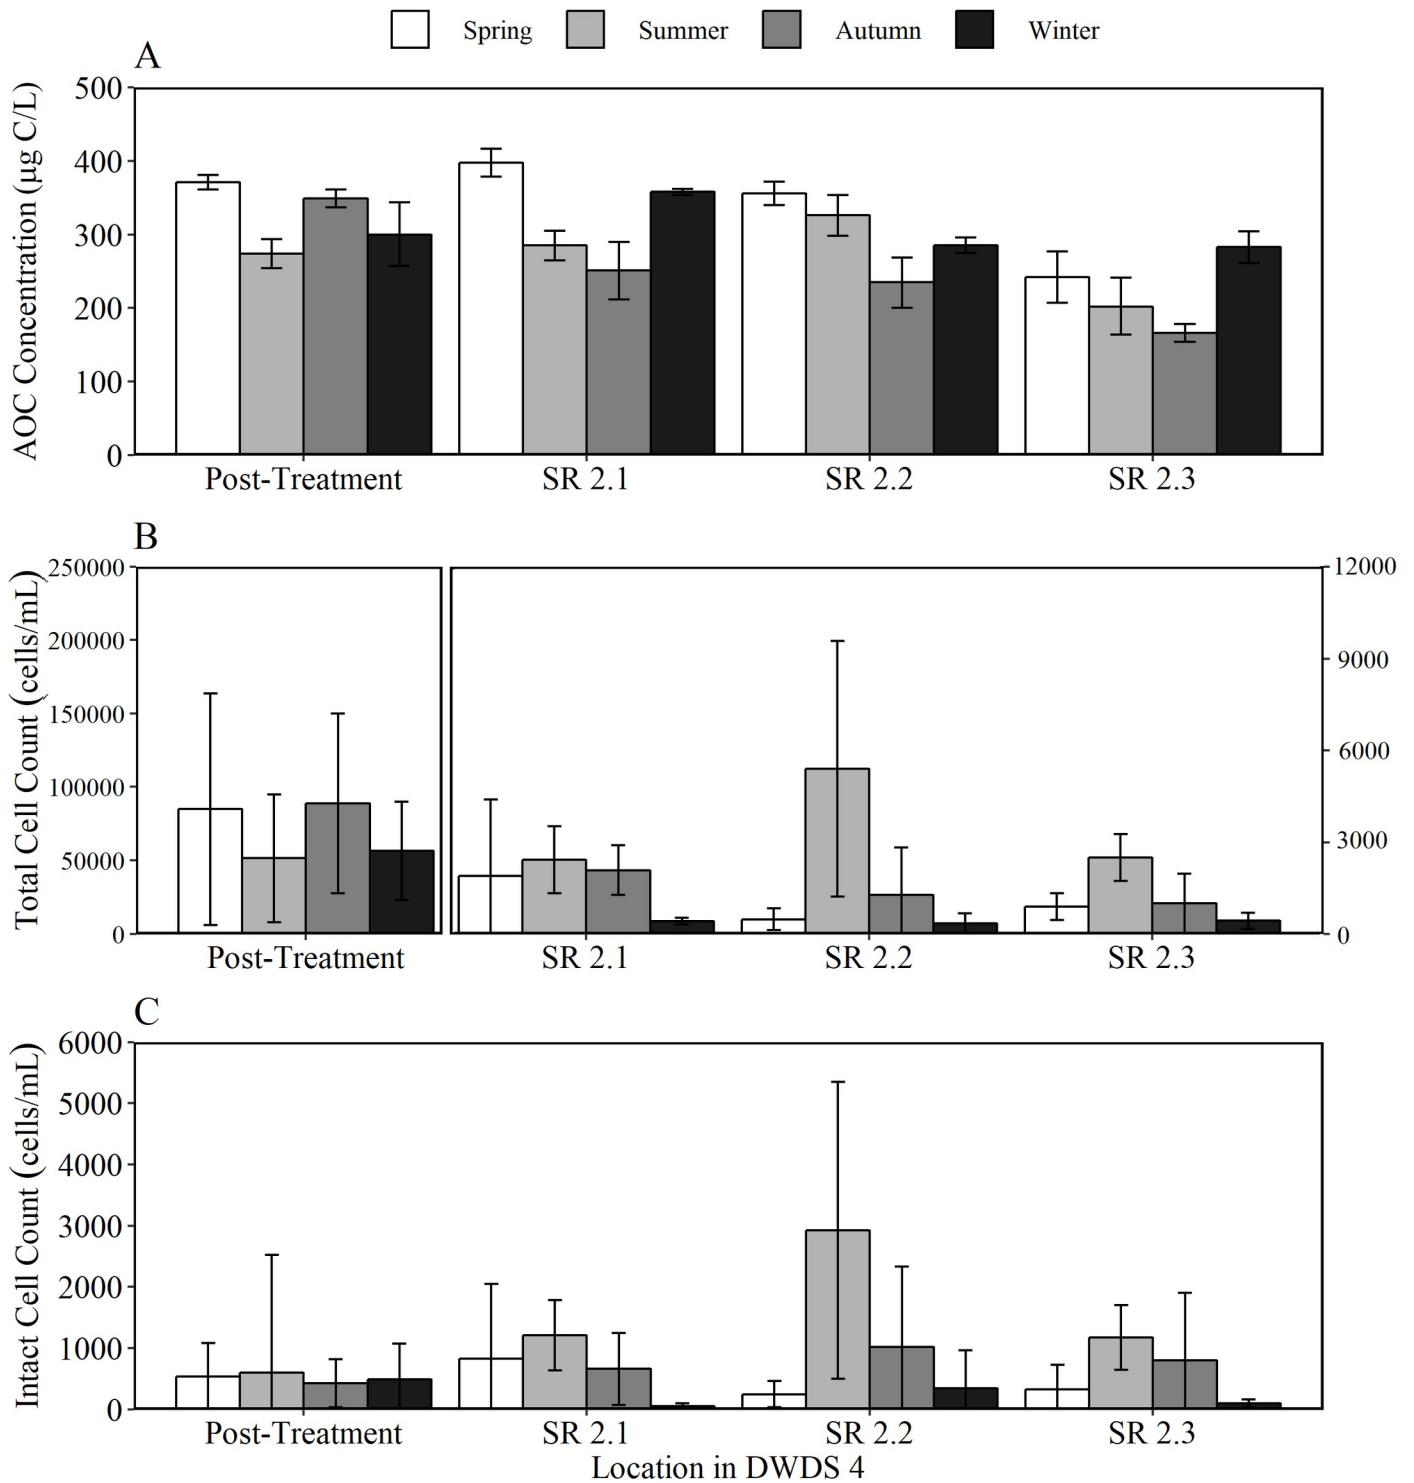 Spring Summer Autumn Winter
A
AOC Concentration (µg C/L)
500
400
300
200
100
0
Post-Treatment SR 2.1 SR 2.2 SR 2.3
B
Total Cell Count (cells/mL)
250000
200000
150000
100000
50000
0
12000
9000
6000
3000
0
Post-Treatment SR 2.1 SR 2.2 SR 2.3
C
Intact Cell Count (cells/mL)
6000
5000
4000
3000
2000
1000
0
Post-Treatment SR 2.1 SR 2.2 SR 2.3
Location in DWDS 4